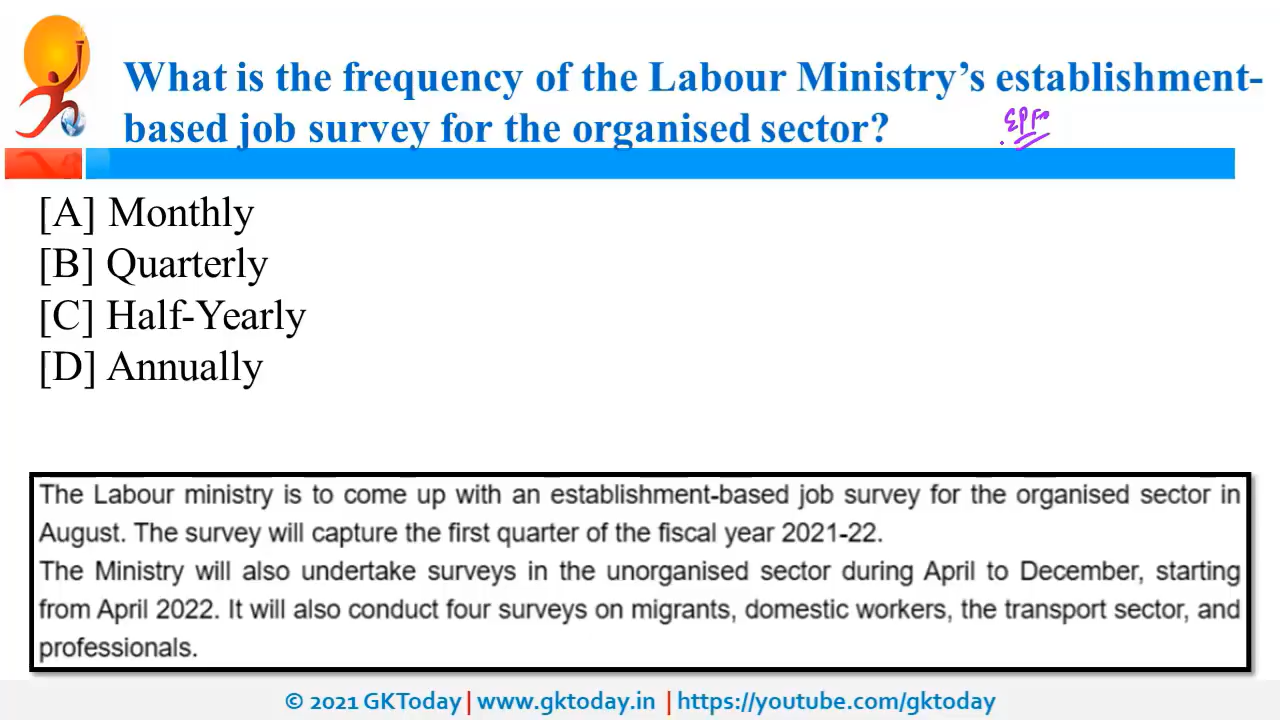 What is the frequency of the Labour Ministry’s establishment-
based job survey for the organised sector?
EPFO
[A] Monthly
[B] Quarterly
[C] Half-Yearly
[D] Annually
The Labour ministry is to come up with an establishment-based job survey for the organised sector in
August. The survey will capture the first quarter of the fiscal year 2021-22.
The Ministry will also undertake surveys in the unorganised sector during April to December, starting
from April 2022. It will also conduct four surveys on migrants, domestic workers, the transport sector, and
professionals.
© 2021 GKToday | www.gktoday.in | https://youtube.com/gktoday